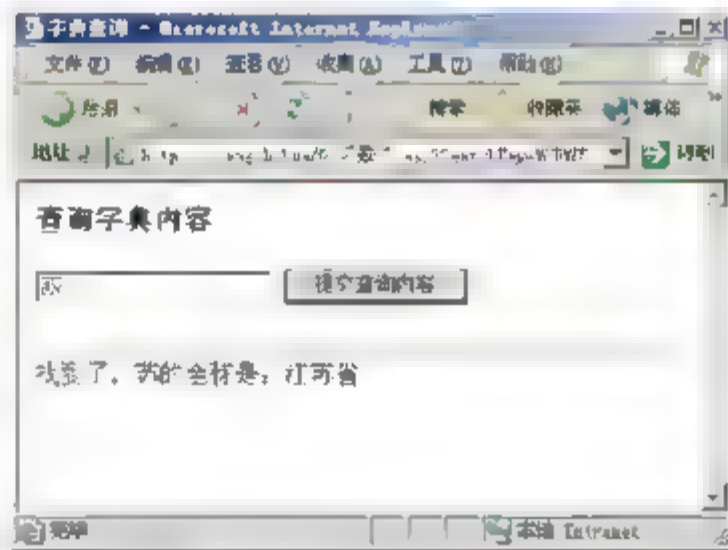 字典查询 - Microsoft Internet Explorer
文件(F) 编辑(E) 查看(V) 收藏(A) 工具(T) 帮助(H)
后退 搜索 收藏夹 媒体
地址 转到
查询字典内容
苏 提交查询内容
找到了，苏的全称是：江苏省
完毕 本地 Intranet